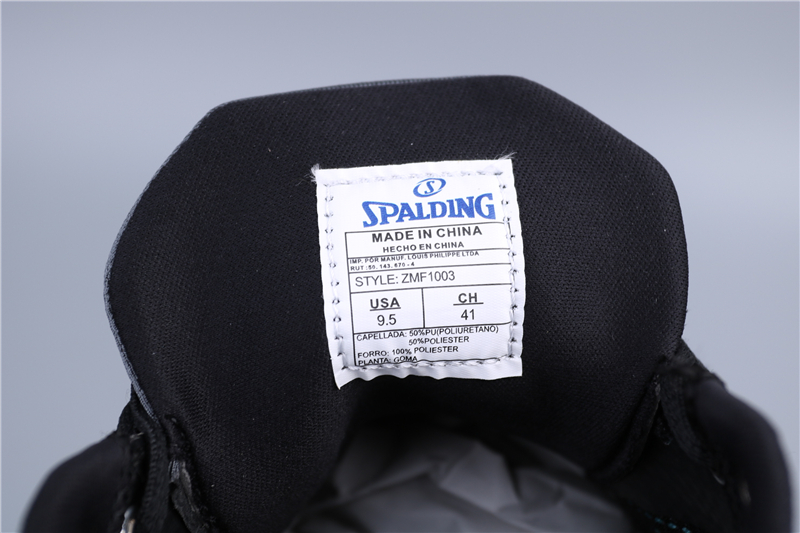 S
SPALDING
MADE IN CHINA
HECHO EN CHINA
IMP. POR MANUF. LOUIS PHILIPPE LTDA
RUT: 50. 143. 670 - 4
STYLE: ZMF1003
USA CH
9.5 41
CAPELLADA: 50%PU(POLIURETANO)
50%POLIESTER
FORRO: 100% POLIESTER
PLANTA: GOMA